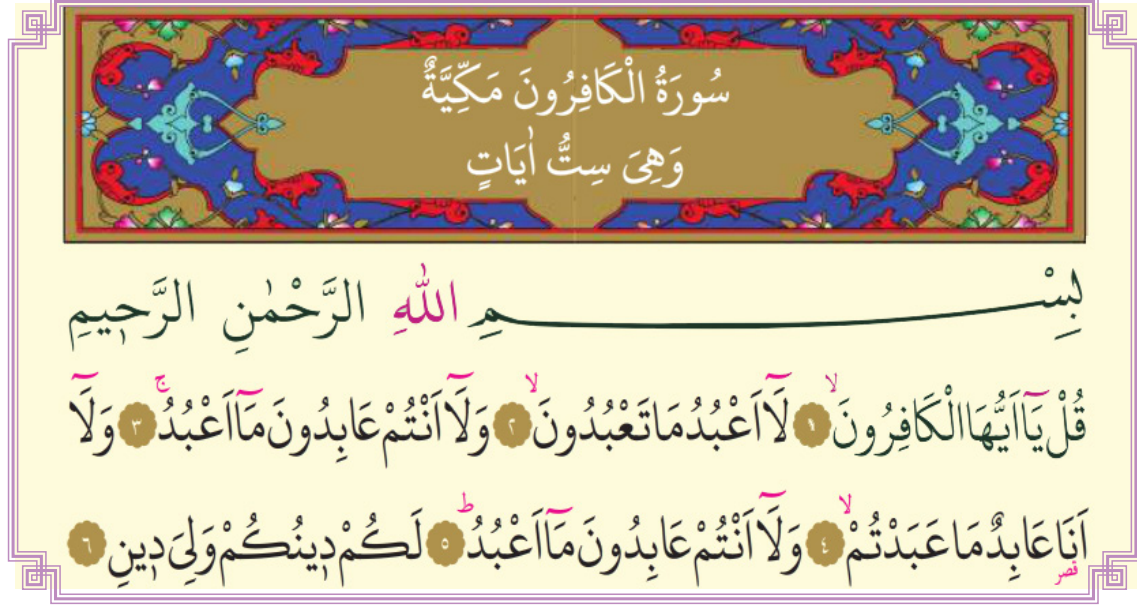 سُورَةُ الْكَافِرُونَ مَكِّيَّةٌ
وَهِيَ سِتُّ اٰيَاتٍ
بِسْمِ اللّٰهِ الرَّحْمٰنِ الرَّحٖيمِ
قُلْ يَٓا اَيُّهَا الْكَافِرُونَۙ ﴿١﴾ لَٓا اَعْبُدُ مَا تَعْبُدُونَۙ ﴿٢﴾ وَلَٓا اَنْتُمْ عَابِدُونَ مَٓا اَعْبُدُۚ ﴿٣﴾ وَلَٓا
اَنَا۬ عَابِدٌ مَا عَبَدْتُمْۙ ﴿٤﴾ وَلَٓا اَنْتُمْ عَابِدُونَ مَٓا اَعْبُدُؕ ﴿٥﴾ لَكُمْ دٖينُكُمْ وَلِيَ دٖينِ ﴿٦﴾
قصر